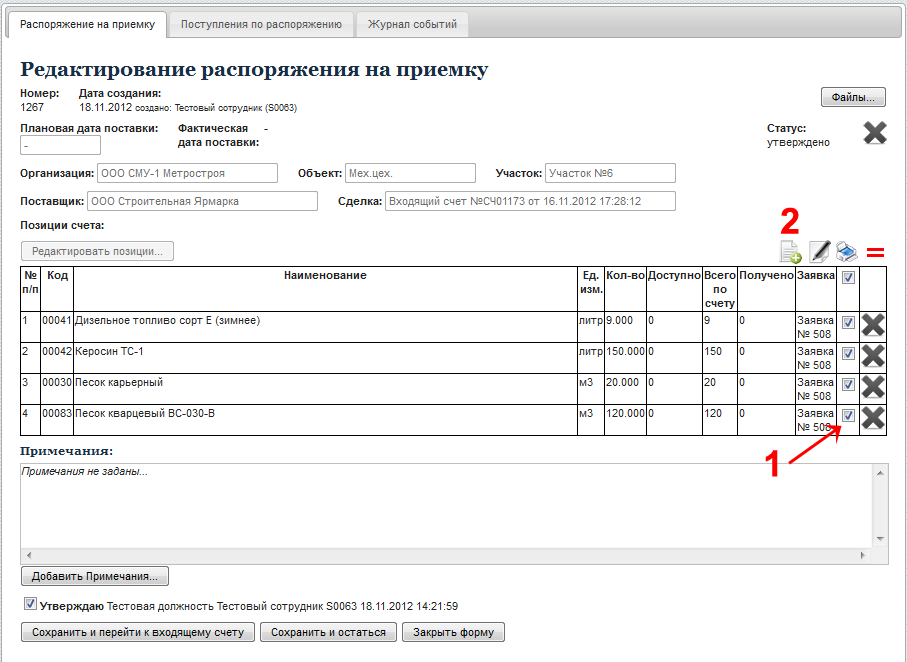 Распоряжение на приемку Поступления по распоряжению Журнал событий
Редактирование распоряжения на приемку
Номер: Дата создания:
1267 18.11.2012 создано: Тестовый сотрудник (S0063)
Файлы...
Плановая дата поставки: Фактическая - Статус:
- дата поставки: утверждено
Организация: ООО СМУ-1 Метростроя Объект: Мех.цех. Участок: Участок №6
Поставщик: ООО Строительная Ярмарка Сделка: Входящий счет №СЧ01173 от 16.11.2012 17:28:12
Позиции счета:
2
Редактировать позиции... =
№ Код Наименование Ед. Кол-во Доступно Всего Получено Заявка
п/п изм. по
счету
1 00041 Дизельное топливо сорт Е (зимнее) литр 9.000 0 9 0 Заявка
№ 508
2 00042 Керосин ТС-1 литр 150.000 0 150 0 Заявка
№ 508
3 00030 Песок карьерный м3 20.000 0 20 0 Заявка
№ 508
4 00083 Песок кварцевый ВС-030-В м3 120.000 0 120 0 Заявка
№ 508
Примечания:
1
Примечания не заданы...
Добавить Примечания...
Утверждаю Тестовая должность Тестовый сотрудник S0063 18.11.2012 14:21:59
Сохранить и перейти к входящему счету Сохранить и остаться Закрыть форму